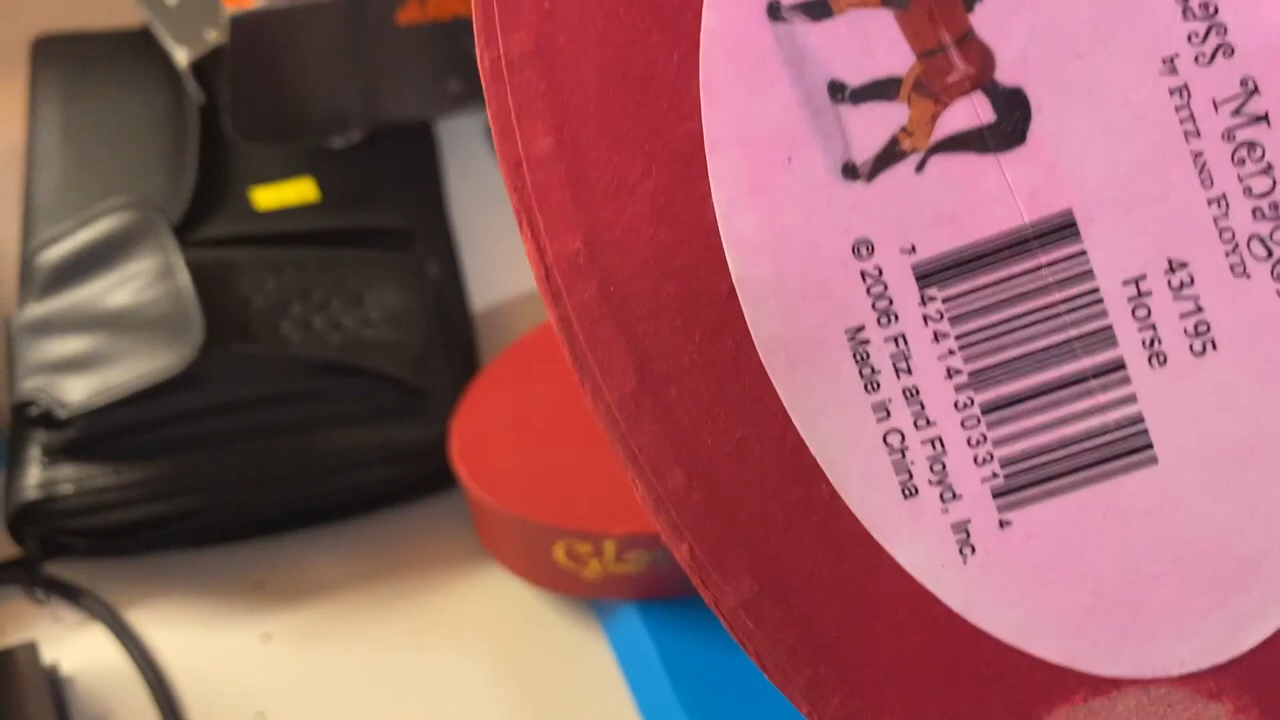 by FITZ AND FLOYD
43/195
Horse
7 42414 30331 4
© 2006 Fitz and Floyd, Inc.
Made in China